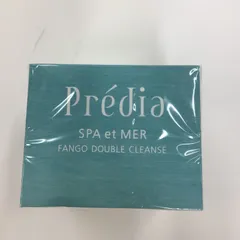 Prédia
SPA et MER
FANGO DOUBLE CLEANSE